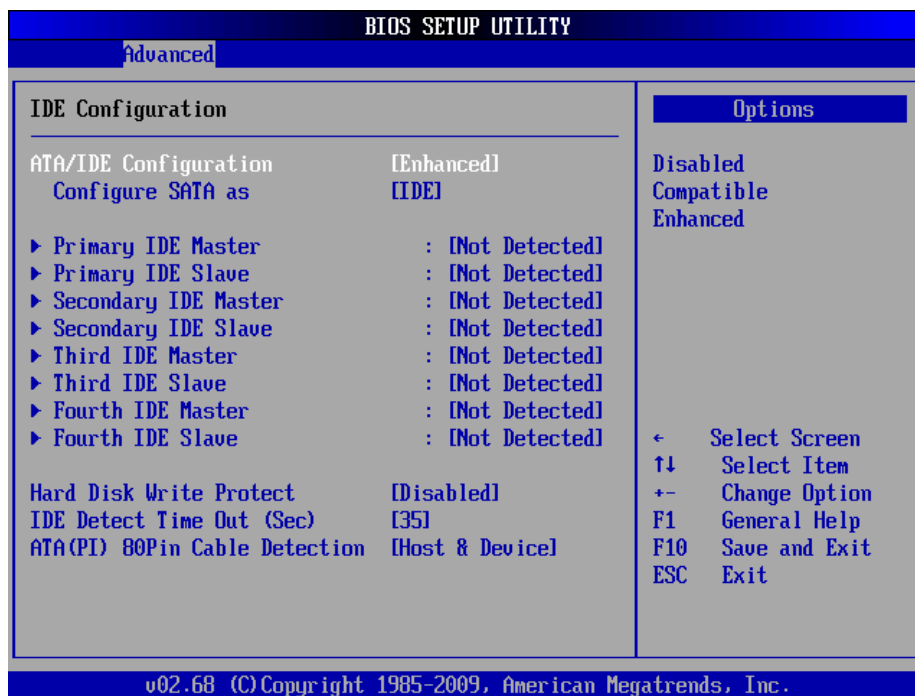 BIOS SETUP UTILITY
Advanced
IDE Configuration
ATA/IDE Configuration [Enhanced]
Configure SATA as [IDE]
▶ Primary IDE Master : [Not Detected]
▶ Primary IDE Slave : [Not Detected]
▶ Secondary IDE Master : [Not Detected]
▶ Secondary IDE Slave : [Not Detected]
▶ Third IDE Master : [Not Detected]
▶ Third IDE Slave : [Not Detected]
▶ Fourth IDE Master : [Not Detected]
▶ Fourth IDE Slave : [Not Detected]
Hard Disk Write Protect [Disabled]
IDE Detect Time Out (Sec) [35]
ATA(PI) 80Pin Cable Detection [Host & Device]
Options
Disabled
Compatible
Enhanced
← Select Screen
↑↓ Select Item
+- Change Option
F1 General Help
F10 Save and Exit
ESC Exit
v02.68 (C)Copyright 1985-2009, American Megatrends, Inc.